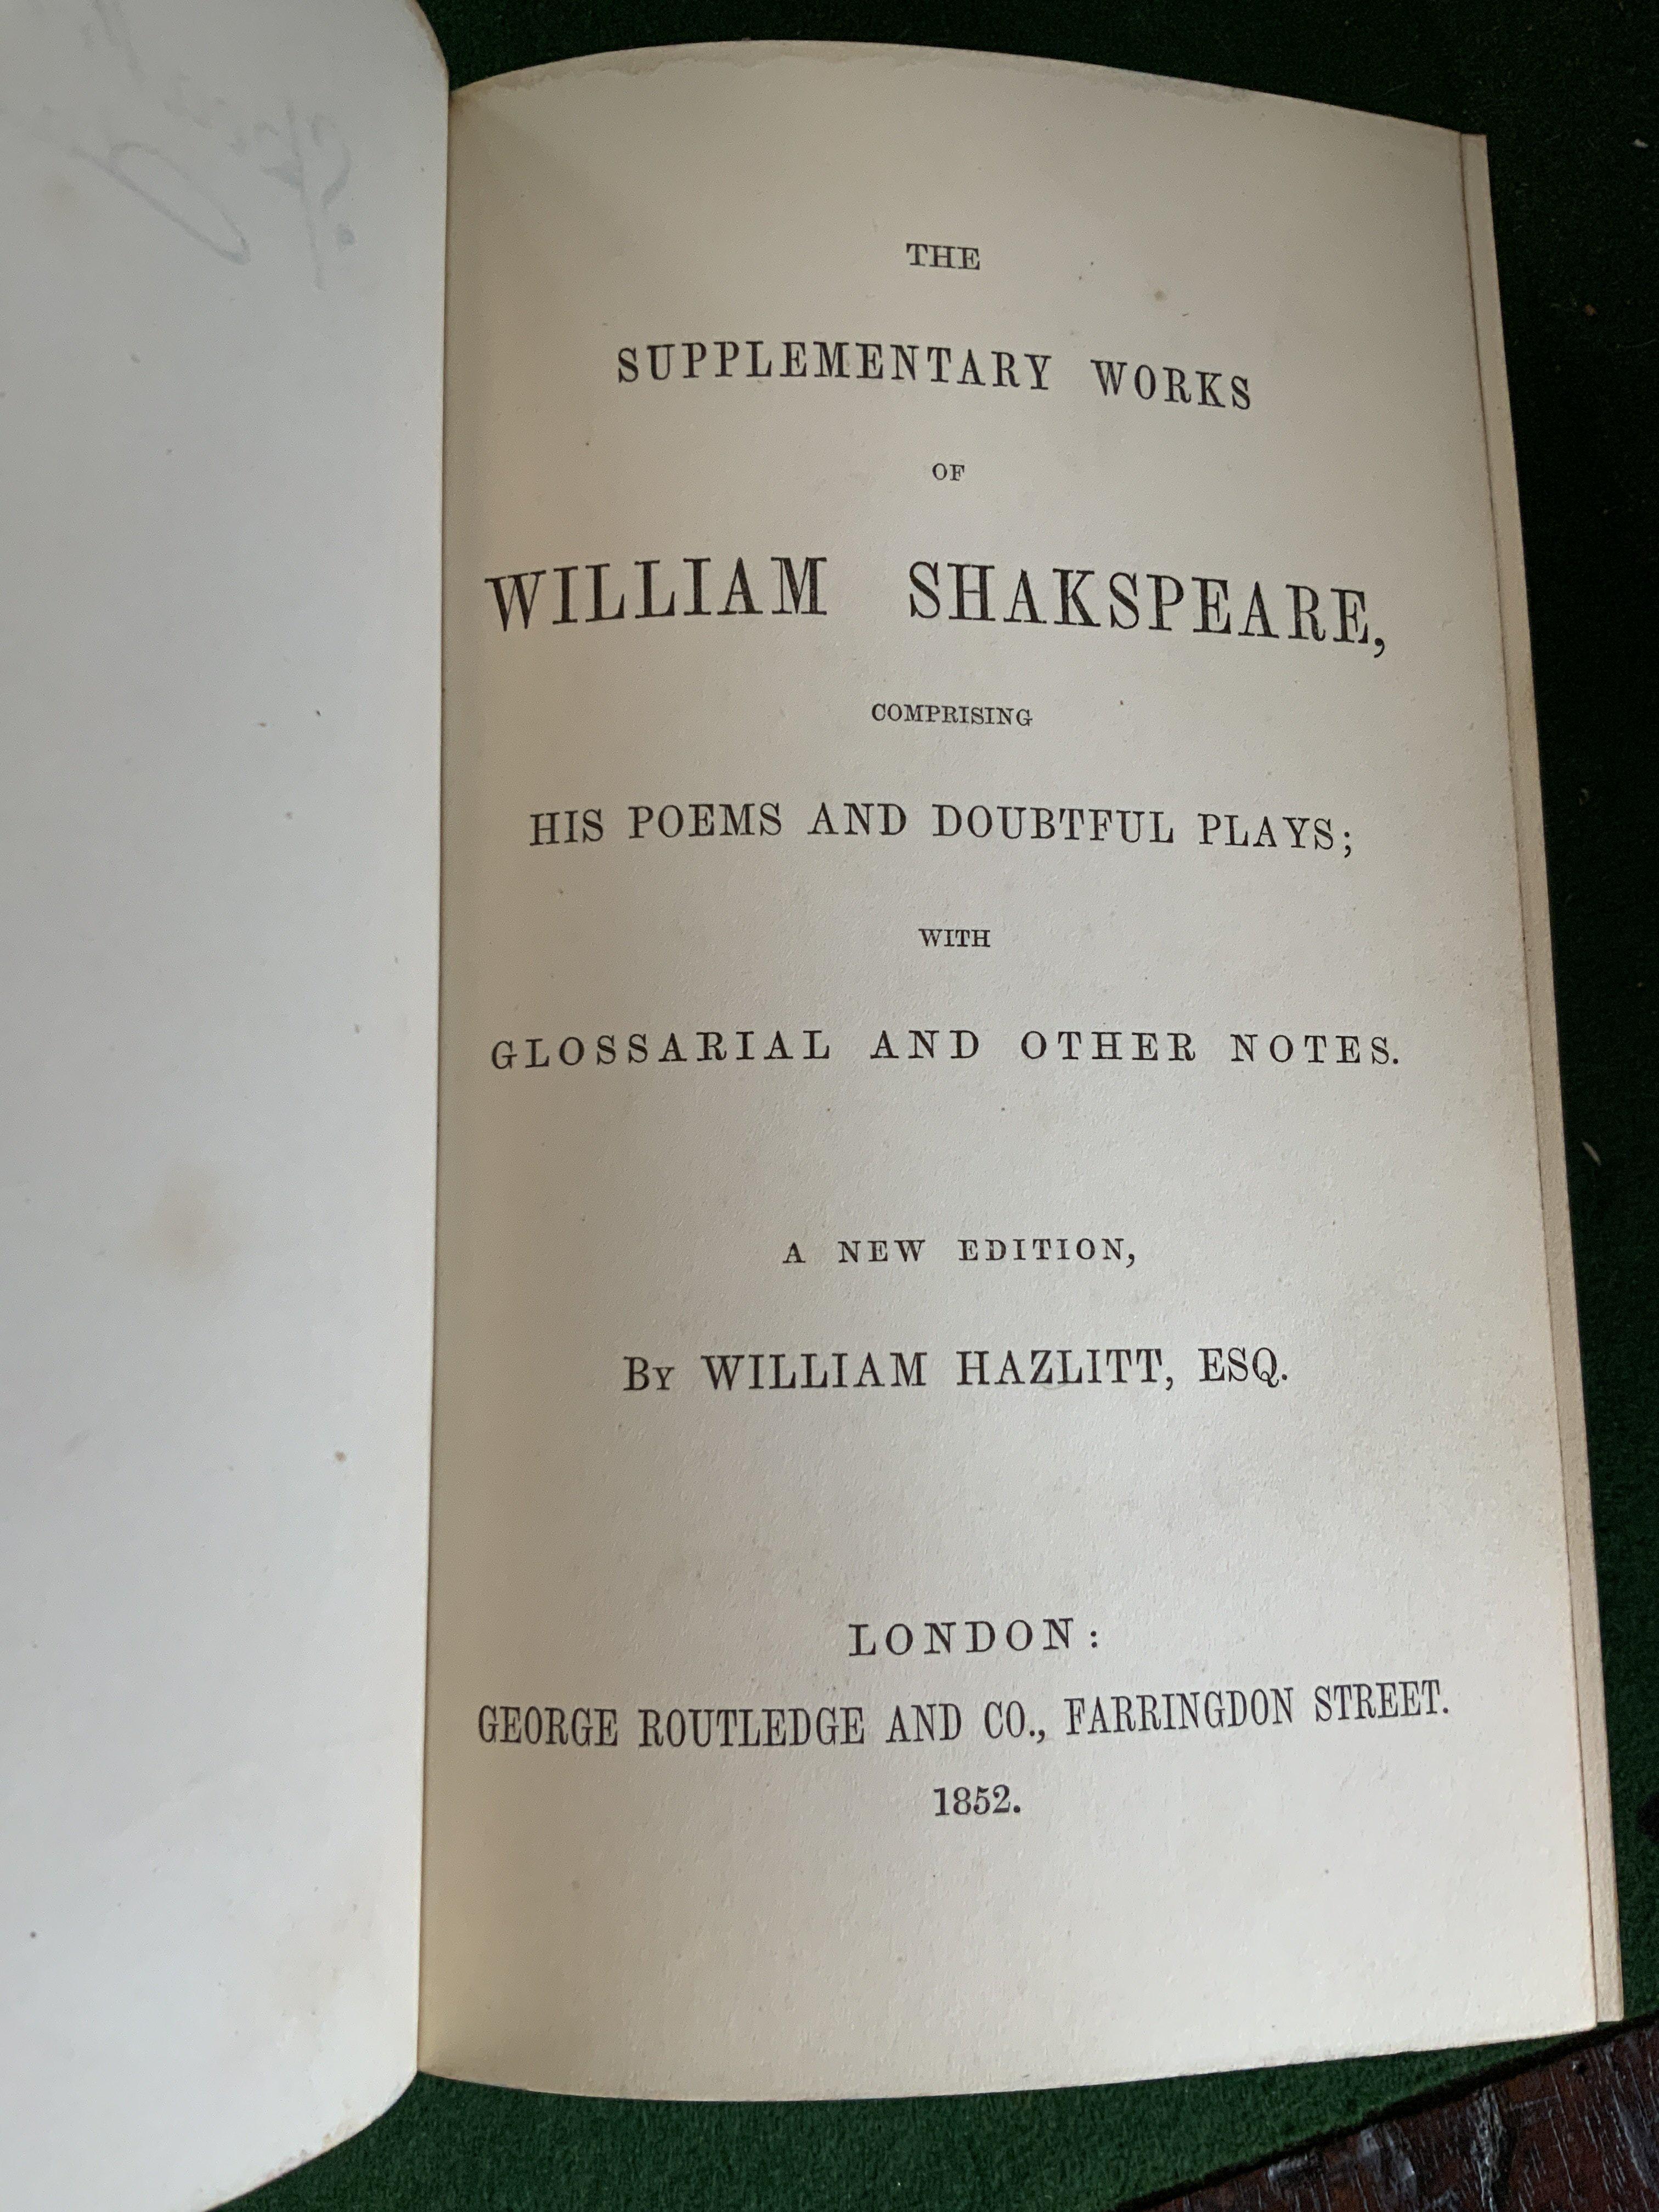 THE
SUPPLEMENTARY WORKS
OF
WILLIAM SHAKSPEARE,
COMPRISING
HIS POEMS AND DOUBTFUL PLAYS;
WITH
GLOSSARIAL AND OTHER NOTES.
A NEW EDITION,
BY WILLIAM HAZLITT, ESQ.
LONDON:
GEORGE ROUTLEDGE AND CO., FARRINGDON STREET.
1852.